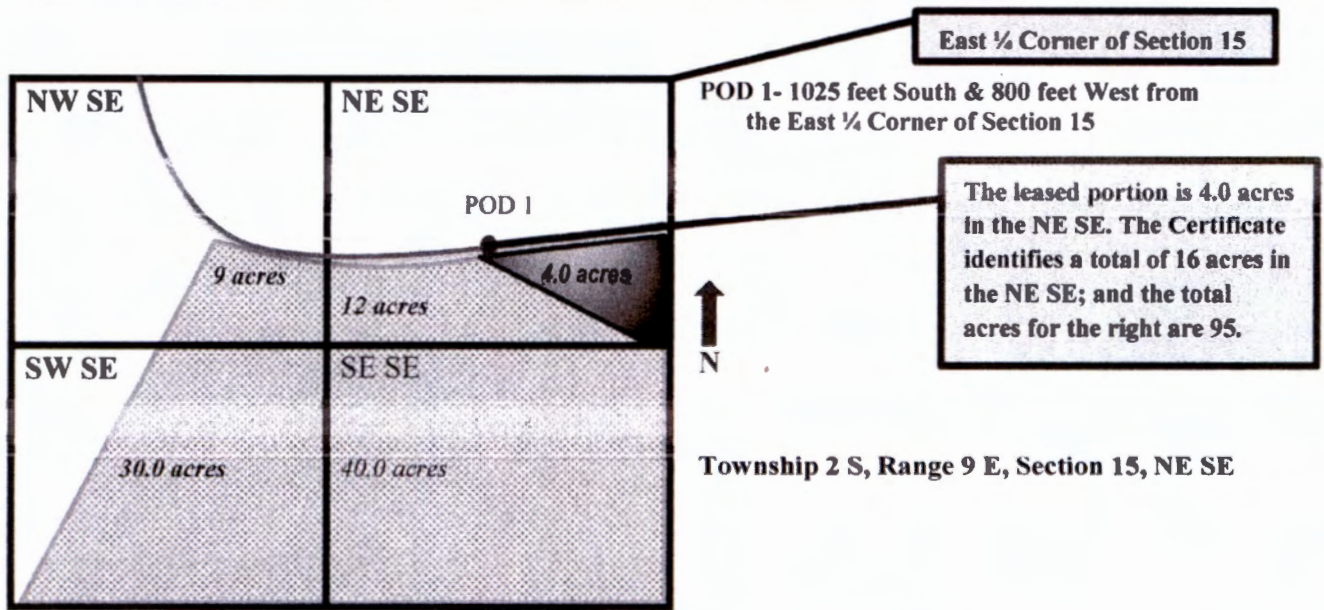 East ¼ Corner of Section 15
NW SE
NE SE
POD 1- 1025 feet South & 800 feet West from
the East ¼ Corner of Section 15
POD 1
The leased portion is 4.0 acres
in the NE SE. The Certificate
identifies a total of 16 acres in
the NE SE; and the total
acres for the right are 95.
9 acres
4.0 acres
12 acres
N
SW SE
SE SE
30.0 acres
40.0 acres
Township 2 S, Range 9 E, Section 15, NE SE